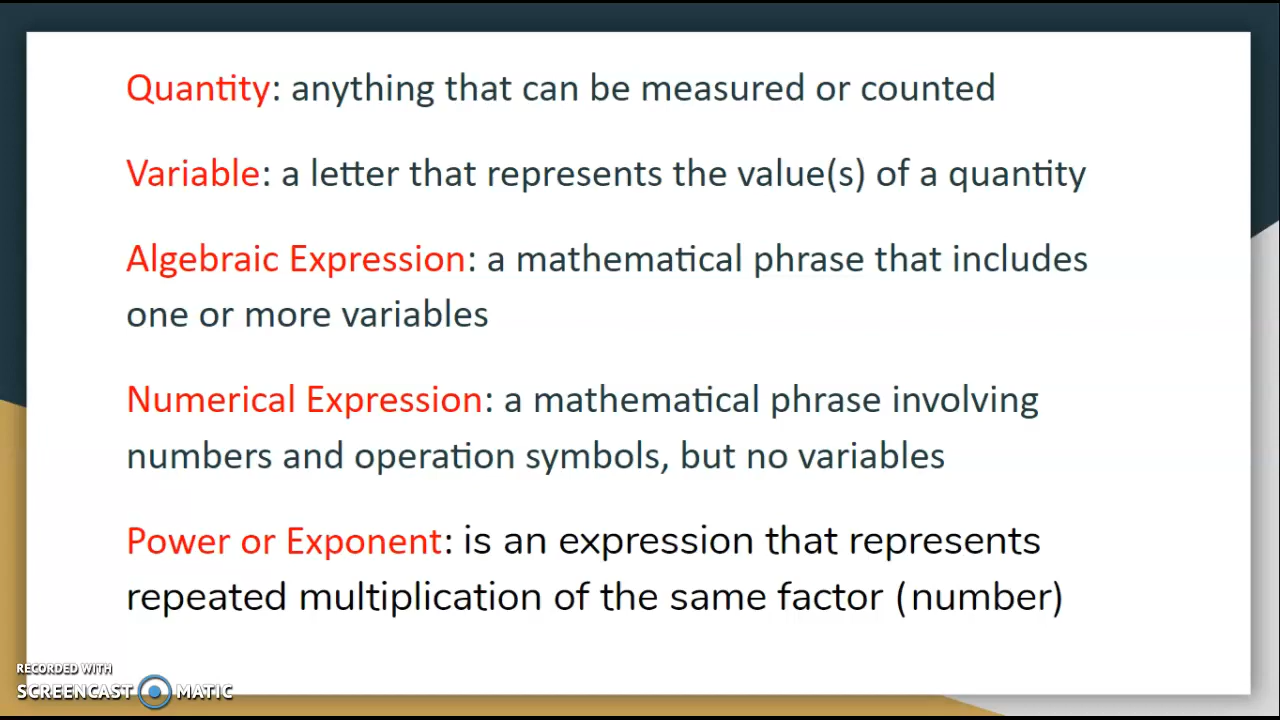 Quantity: anything that can be measured or counted
Variable: a letter that represents the value(s) of a quantity
Algebraic Expression: a mathematical phrase that includes
one or more variables
Numerical Expression: a mathematical phrase involving
numbers and operation symbols, but no variables
Power or Exponent: is an expression that represents
repeated multiplication of the same factor (number)
RECORDED WITH
SCREENCAST MATIC